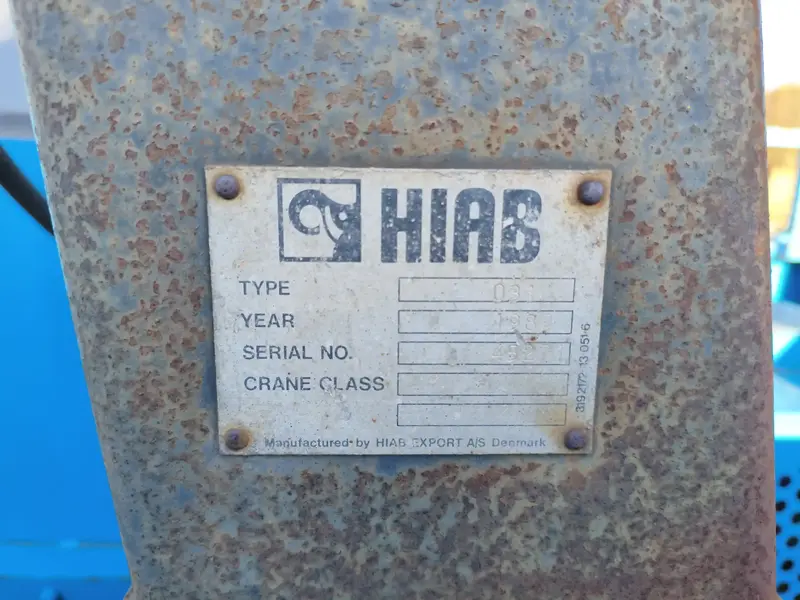 HIAB
TYPE
YEAR
SERIAL NO.
CRANE CLASS
Manufactured by HIAB EXPORT A/S Denmark
3192172 13 051-6